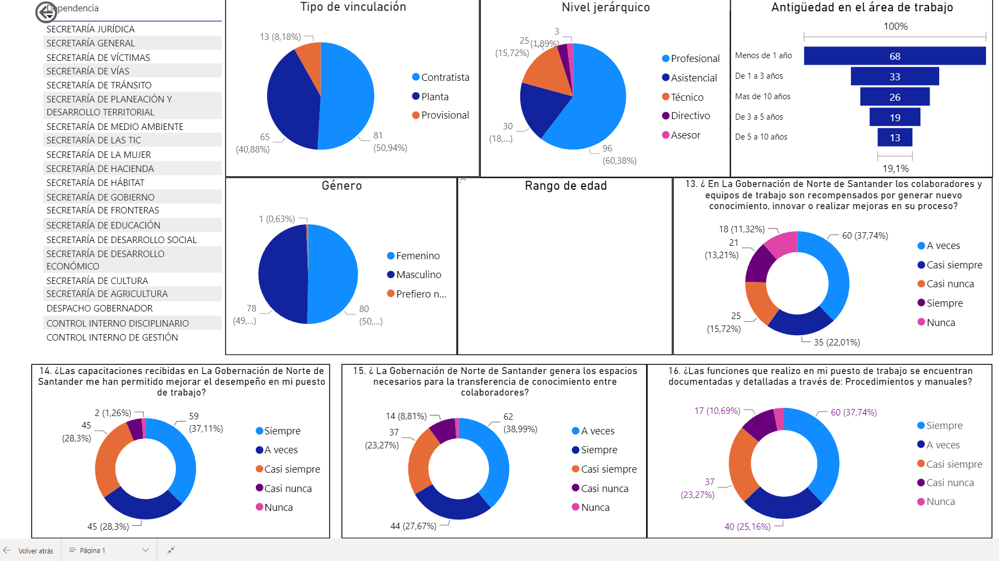 Dependencia
SECRETARÍA JURÍDICA
SECRETARÍA GENERAL
SECRETARÍA DE VÍCTIMAS
SECRETARÍA DE VÍAS
SECRETARÍA DE TRÁNSITO
SECRETARÍA DE PLANEACIÓN Y
DESARROLLO TERRITORIAL
SECRETARÍA DE MEDIO AMBIENTE
SECRETARÍA DE LAS TIC
SECRETARÍA DE LA MUJER
SECRETARÍA DE HACIENDA
SECRETARÍA DE HÁBITAT
SECRETARÍA DE GOBIERNO
SECRETARÍA DE FRONTERAS
SECRETARÍA DE EDUCACIÓN
SECRETARÍA DE DESARROLLO SOCIAL
SECRETARÍA DE DESARROLLO
ECONÓMICO
SECRETARÍA DE CULTURA
SECRETARÍA DE AGRICULTURA
DESPACHO GOBERNADOR
CONTROL INTERNO DISCIPLINARIO
CONTROL INTERNO DE GESTIÓN
Tipo de vinculación
13 (8,18%)
65
(40,88%)
81
(50,94%)
Contratista
Planta
Provisional
Nivel jerárquico
3
(1,89%)
25
(15,72%)
30
(18,...)
96
(60,38%)
Profesional
Asistencial
Técnico
Directivo
Asesor
Antigüedad en el área de trabajo
100%
Menos de 1 año 68
De 1 a 3 años 33
Mas de 10 años 26
De 3 a 5 años 19
De 5 a 10 años 13
19,1%
Género
1 (0,63%)
78
(49,...)
80
(50,...)
Femenino
Masculino
Prefiero n...
Rango de edad
13. ¿ En La Gobernación de Norte de Santander los colaboradores y
equipos de trabajo son recompensados por generar nuevo
conocimiento, innovar o realizar mejoras en su proceso?
18 (11,32%)
21
(13,21%)
25
(15,72%)
60 (37,74%)
35 (22,01%)
A veces
Casi siempre
Casi nunca
Siempre
Nunca
14. ¿Las capacitaciones recibidas en La Gobernación de Norte de
Santander me han permitido mejorar el desempeño en mi puesto
de trabajo?
2 (1,26%)
45
(28,3%)
59
(37,11%)
45 (28,3%)
Siempre
A veces
Casi siempre
Casi nunca
Nunca
15. ¿ La Gobernación de Norte de Santander genera los espacios
necesarios para la transferencia de conocimiento entre
colaboradores?
14 (8,81%)
37
(23,27%)
62
(38,99%)
44 (27,67%)
A veces
Siempre
Casi siempre
Casi nunca
Nunca
16. ¿Las funciones que realizo en mi puesto de trabajo se encuentran
documentadas y detalladas a través de: Procedimientos y manuales?
17 (10,69%)
60 (37,74%)
37
(23,27%)
40 (25,16%)
Siempre
A veces
Casi siempre
Casi nunca
Nunca
Volver atrás
Página 1